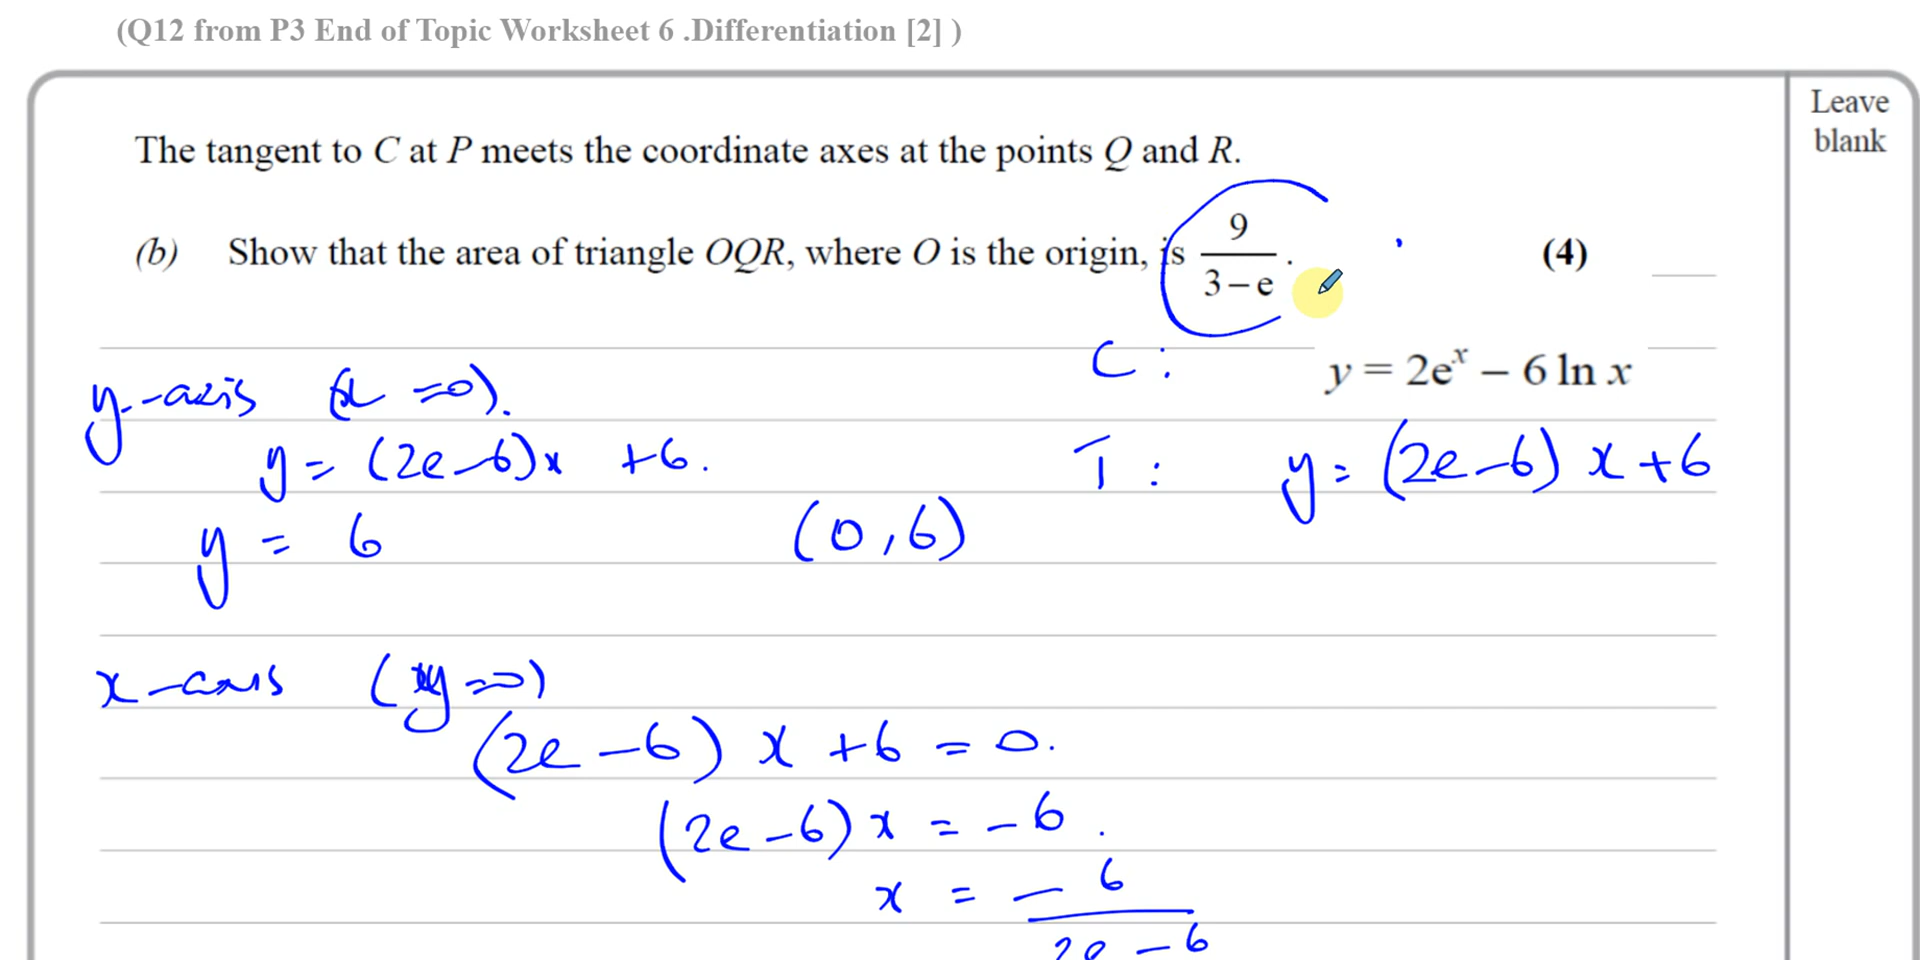 (Q12 from P3 End of Topic Worksheet 6 .Differentiation [2] )
Leave
blank
The tangent to C at P meets the coordinate axes at the points Q and R.
(b) Show that the area of triangle OQR, where O is the origin, is 9/(3−e). (4)
C : y = 2eˣ − 6 ln x
y-axis (x =0).
y = (2e-6)x +6.
T : y= (2e-6) x +6
y = 6 (0,6)
x-axis (y=0)
(2e -6) x +6 = 0.
(2e-6) x = -6.
x = -6/(2e-6)